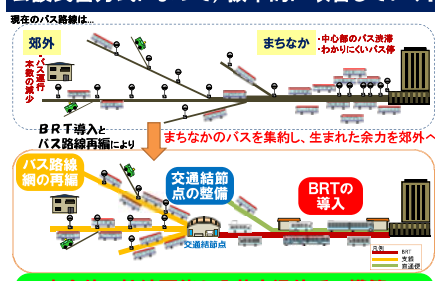 現在のバス路線は…
郊外
まちなか
・中心部のバス渋滞
・わかりにくいバス停
・バス運行
本数の減少
BRT導入と
バス路線再編により
まちなかのバスを集約し、生まれた余力を郊外へ
バス路線
網の再編
交通結節
点の整備
BRTの
導入
交通結節点
凡例
BRT
支線
直通便